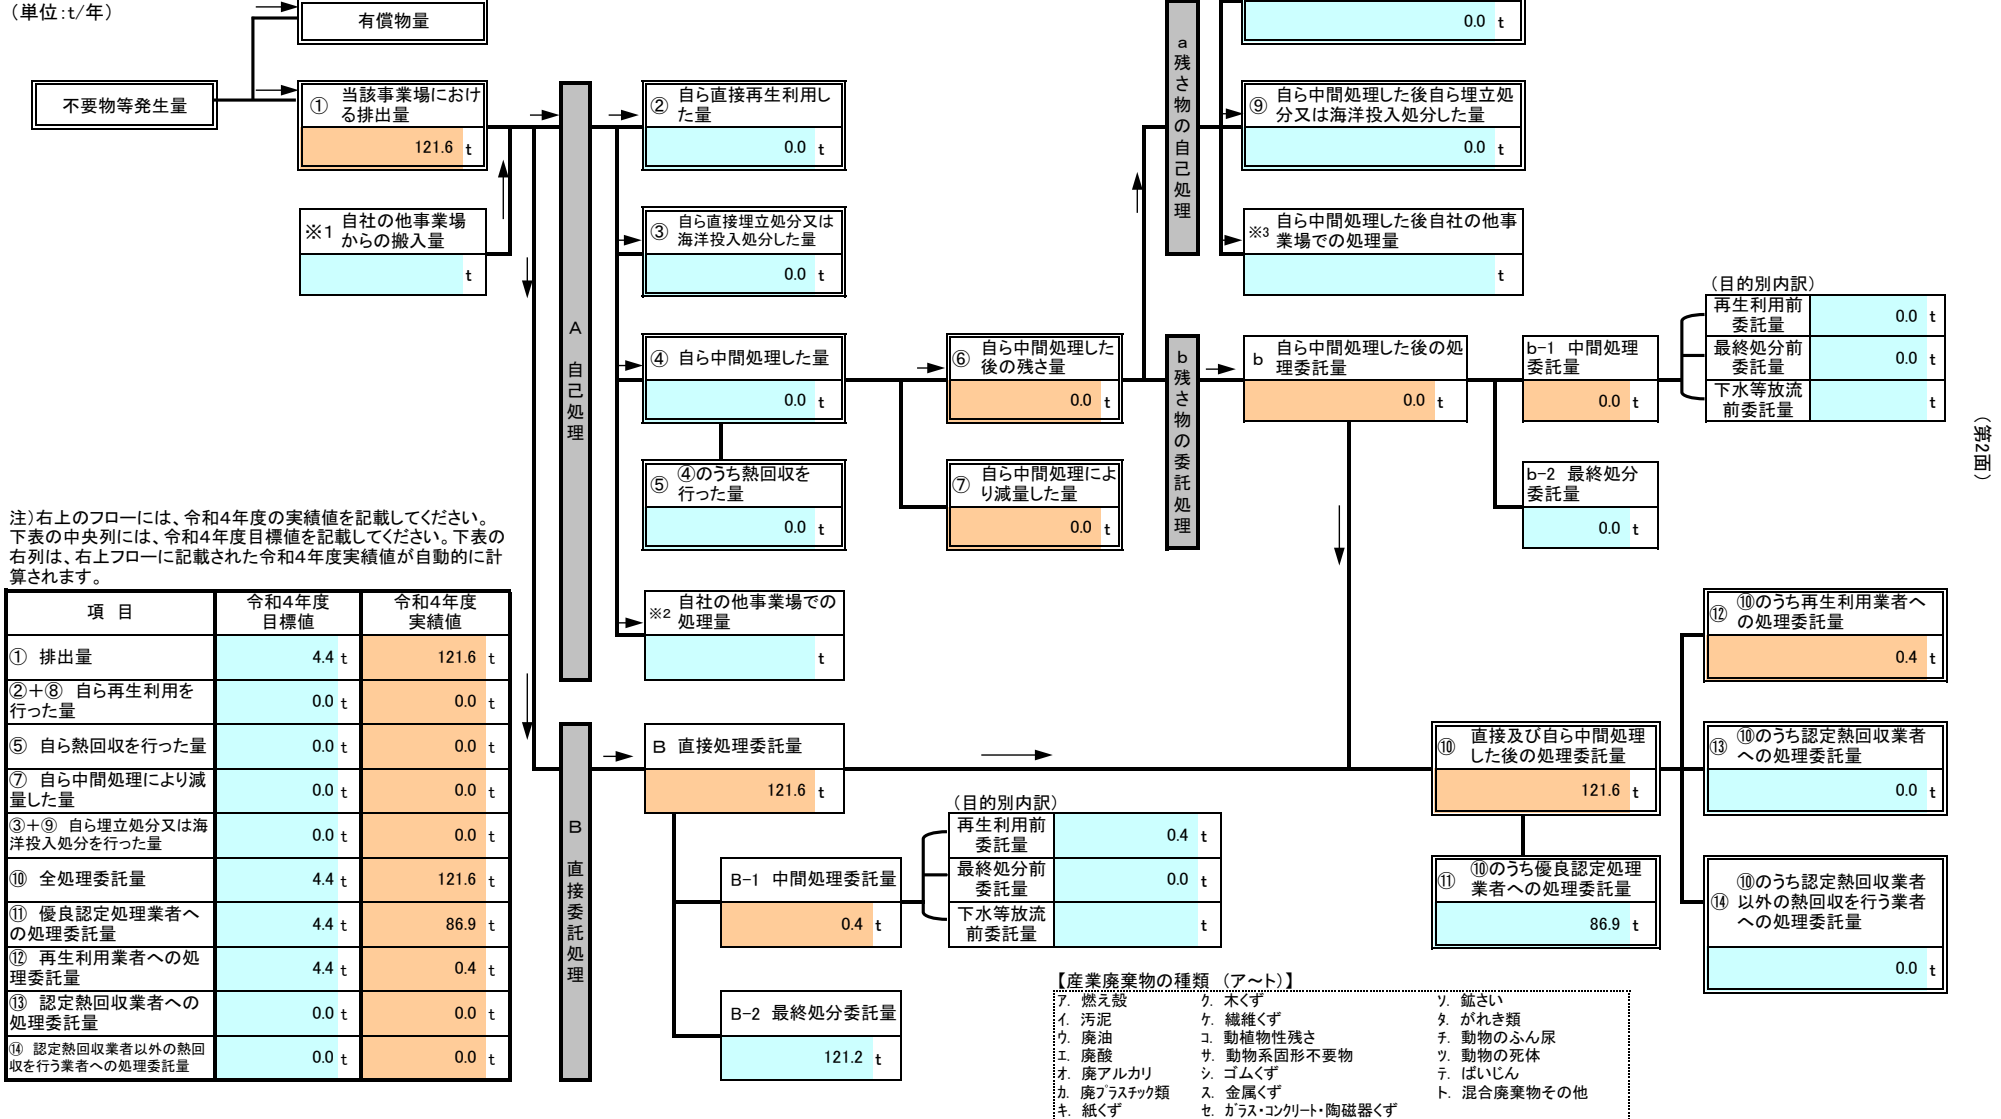 （単位：t/年）
有償物量
不要物等発生量
① 当該事業場におけ
る排出量
121.6 t
※1 自社の他事業場
からの搬入量
t
A 自己処理
② 自ら直接再生利用し
た量
0.0 t
③ 自ら直接埋立処分又は
海洋投入処分した量
0.0 t
④ 自ら中間処理した量
0.0 t
⑤ ④のうち熱回収を
行った量
0.0 t
※2 自社の他事業場での
処理量
t
⑥ 自ら中間処理した
後の残さ量
0.0 t
⑦ 自ら中間処理によ
り減量した量
0.0 t
a 残さ物の自己処理
0.0 t
⑨ 自ら中間処理した後自ら埋立処
分又は海洋投入処分した量
0.0 t
※3 自ら中間処理した後自社の他事
業場での処理量
t
b 残さ物の委託処理
b 自ら中間処理した後の処
理委託量
0.0 t
b-1 中間処理
委託量
0.0 t
b-2 最終処分
委託量
0.0 t
（目的別内訳）
再生利用前
委託量
0.0 t
最終処分前
委託量
0.0 t
下水等放流
前委託量
t
（第2面）
注）右上のフローには、令和４年度の実績値を記載してください。
下表の中央列には、令和４年度目標値を記載してください。下表の
右列は、右上フローに記載された令和４年度実績値が自動的に計
算されます。
項 目
令和４年度
目標値
令和４年度
実績値
① 排出量 4.4 t 121.6 t
②＋⑧ 自ら再生利用を
行った量 0.0 t 0.0 t
⑤ 自ら熱回収を行った量 0.0 t 0.0 t
⑦ 自ら中間処理により減
量した量 0.0 t 0.0 t
③＋⑨ 自ら埋立処分又は海
洋投入処分を行った量 0.0 t 0.0 t
⑩ 全処理委託量 4.4 t 121.6 t
⑪ 優良認定処理業者へ
の処理委託量 4.4 t 86.9 t
⑫ 再生利用業者への処
理委託量 4.4 t 0.4 t
⑬ 認定熱回収業者への
処理委託量 0.0 t 0.0 t
⑭ 認定熱回収業者以外の熱回
収を行う業者への処理委託量 0.0 t 0.0 t
B 直接委託処理
B 直接処理委託量
121.6 t
B-1 中間処理委託量
0.4 t
B-2 最終処分委託量
121.2 t
（目的別内訳）
再生利用前
委託量
0.4 t
最終処分前
委託量
0.0 t
下水等放流
前委託量
t
⑩ 直接及び自ら中間処理
した後の処理委託量
121.6 t
⑪ ⑩のうち優良認定処理
業者への処理委託量
86.9 t
⑫ ⑩のうち再生利用業者へ
の処理委託量
0.4 t
⑬ ⑩のうち認定熱回収業者
への処理委託量
0.0 t
⑭ ⑩のうち認定熱回収業者
以外の熱回収を行う業者
への処理委託量
0.0 t
【産業廃棄物の種類 （ア～ト）】
ア. 燃え殻
イ. 汚泥
ウ. 廃油
エ. 廃酸
オ. 廃アルカリ
カ. 廃プラスチック類
キ. 紙くず
ク. 木くず
ケ. 繊維くず
コ. 動植物性残さ
サ. 動物系固形不要物
シ. ゴムくず
ス. 金属くず
セ. ガラス・コンクリート・陶磁器くず
ソ. 鉱さい
タ. がれき類
チ. 動物のふん尿
ツ. 動物の死体
テ. ばいじん
ト. 混合廃棄物その他